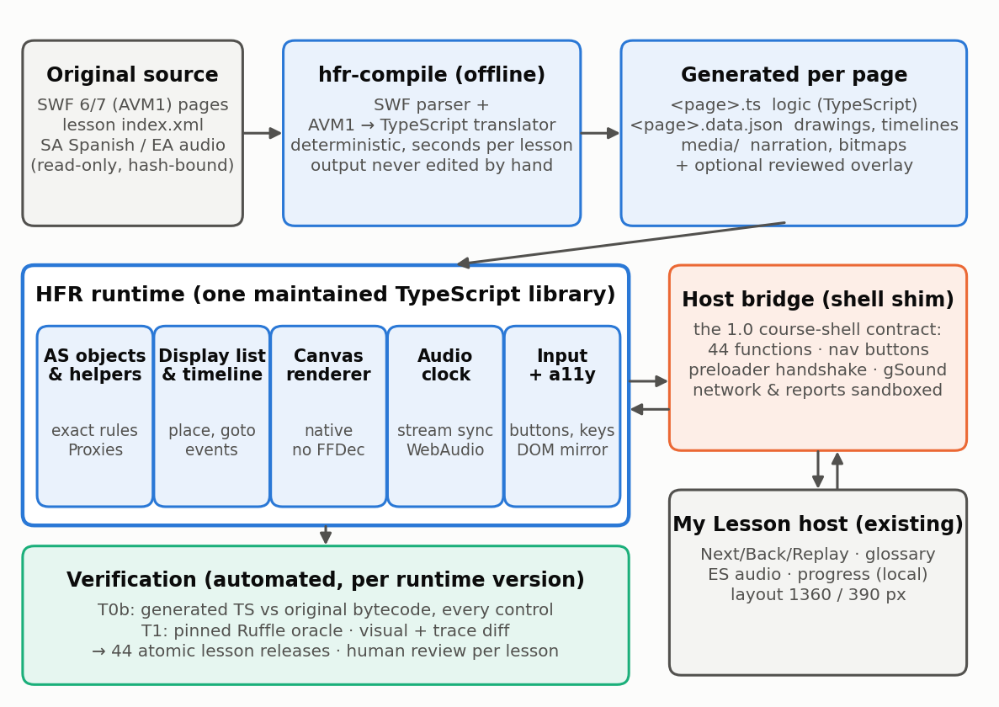 Original source
SWF 6/7 (AVM1) pages
lesson index.xml
SA Spanish / EA audio
(read-only, hash-bound)
hfr-compile (offline)
SWF parser +
AVM1 → TypeScript translator
deterministic, seconds per lesson
output never edited by hand
Generated per page
<page>.ts  logic (TypeScript)
<page>.data.json  drawings, timelines
media/  narration, bitmaps
+ optional reviewed overlay
HFR runtime (one maintained TypeScript library)
AS objects
& helpers
exact rules
Proxies
Display list
& timeline
place, goto
events
Canvas
renderer
native
no FFDec
Audio
clock
stream sync
WebAudio
Input
+ a11y
buttons, keys
DOM mirror
Host bridge (shell shim)
the 1.0 course-shell contract:
44 functions · nav buttons
preloader handshake · gSound
network & reports sandboxed
My Lesson host (existing)
Next/Back/Replay · glossary
ES audio · progress (local)
layout 1360 / 390 px
Verification (automated, per runtime version)
T0b: generated TS vs original bytecode, every control
T1: pinned Ruffle oracle · visual + trace diff
→ 44 atomic lesson releases · human review per lesson